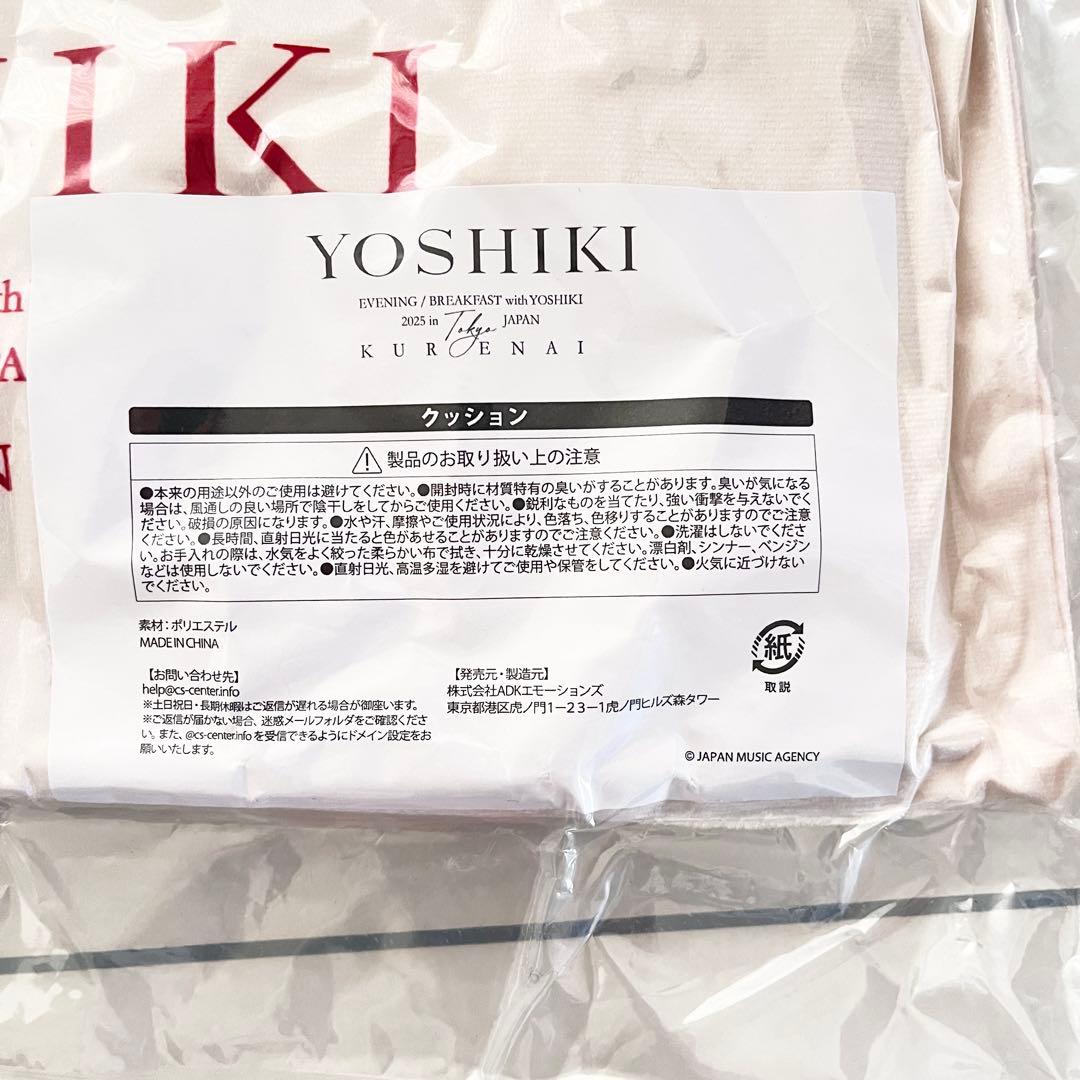 IKI
th
A
N
YOSHIKI
EVENING / BREAKFAST with YOSHIKI
2025 in Tokyo JAPAN
KURENAI
クッション
製品のお取り扱い上の注意
●本来の用途以外のご使用は避けてください。●開封時に材質特有の臭いがすることがあります。臭いが気になる
場合は、風通しの良い場所で陰干しをしてからご使用ください。●鋭利なものを当てたり、強い衝撃を与えないでく
ださい。破損の原因になります。●水や汗、摩擦やご使用状況により、色落ち、色移りすることがありますのでご注意
ください。●長時間、直射日光に当たると色があせることがありますのでご注意ください。●洗濯はしないでくださ
い。お手入れの際は、水気をよく絞った柔らかい布で拭き、十分に乾燥させてください。漂白剤、シンナー、ベンジン
などは使用しないでください。●直射日光、高温多湿を避けてご使用や保管をしてください。●火気に近づけない
でください。
素材：ポリエステル
MADE IN CHINA
【お問い合わせ先】
help@cs-center.info
※土日祝日・長期休暇はご返信が遅れる場合が御座います。
※ご返信が届かない場合、迷惑メールフォルダをご確認くださ
い。また、@cs-center.info を受信できるようにドメイン設定をお
願いいたします。
【発売元・製造元】
株式会社ADKエモーションズ
東京都港区虎ノ門1－23－1虎ノ門ヒルズ森タワー
紙
取説
© JAPAN MUSIC AGENCY